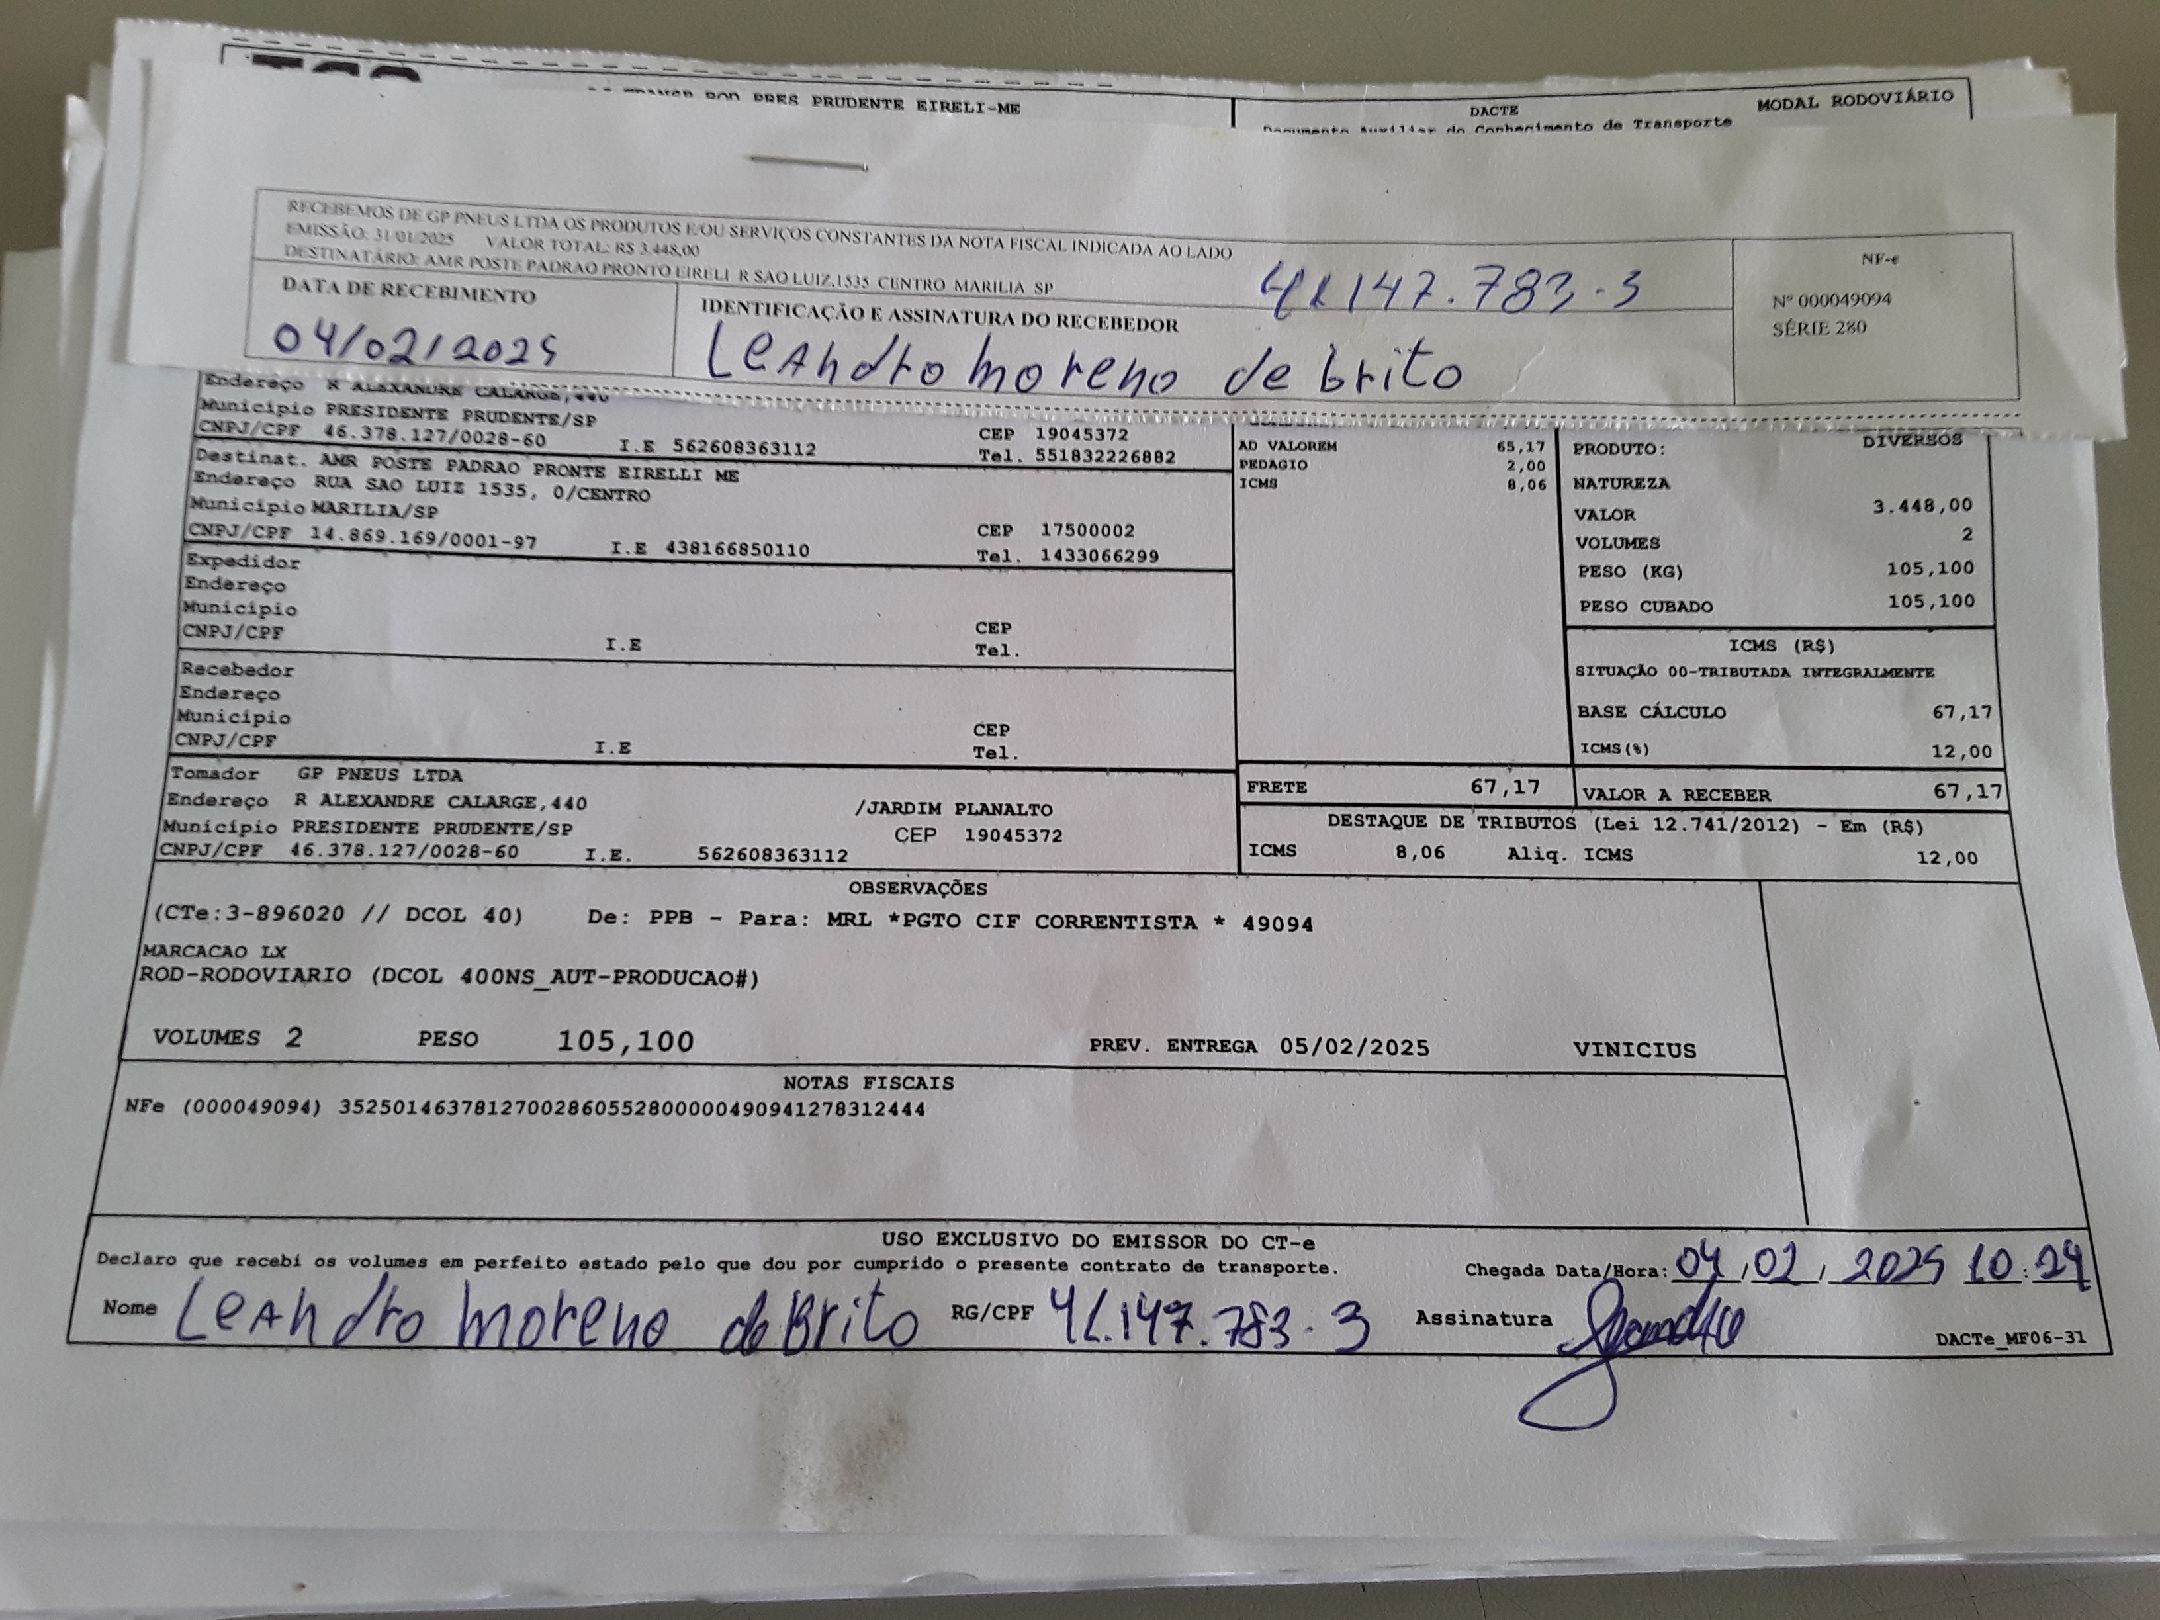 PRES PRUDENTE EIRELI-ME
DACTE
MODAL RODOVIÁRIO
Documento Auxiliar do Conhecimento de Transporte
RECEBEMOS DE GP PNEUS LTDA OS PRODUTOS E/OU SERVIÇOS CONSTANTES DA NOTA FISCAL INDICADA AO LADO
EMISSÃO: 31/01/2025 VALOR TOTAL: R$ 3.448,00
DESTINATÁRIO: AMR POSTE PADRAO PRONTO EIRELI R SAO LUIZ,1535 CENTRO MARILIA SP
NF-e
Nº 000049094
SÉRIE 280
DATA DE RECEBIMENTO
04/02/2025
IDENTIFICAÇÃO E ASSINATURA DO RECEBEDOR
41147.783.3
Leandro moreno de brito
Endereço R ALEXANDRE CALARGE,440
Município PRESIDENTE PRUDENTE/SP CEP 19045372
CNPJ/CPF 46.378.127/0028-60 I.E 562608363112 Tel. 551832226882
Destinat. AMR POSTE PADRAO PRONTE EIRELLI ME
Endereço RUA SAO LUIZ 1535, 0/CENTRO
Município MARILIA/SP CEP 17500002
CNPJ/CPF 14.869.169/0001-97 I.E 438166850110 Tel. 1433066299
Expedidor
Endereço
Município CEP
CNPJ/CPF I.E Tel.
Recebedor
Endereço
Município CEP
CNPJ/CPF I.E Tel.
Tomador GP PNEUS LTDA
Endereço R ALEXANDRE CALARGE,440 /JARDIM PLANALTO
Município PRESIDENTE PRUDENTE/SP CEP 19045372
CNPJ/CPF 46.378.127/0028-60 I.E. 562608363112
AD VALOREM 65,17
PEDAGIO 2,00
ICMS 8,06
FRETE 67,17
PRODUTO: DIVERSOS
NATUREZA
VALOR 3.448,00
VOLUMES 2
PESO (KG) 105,100
PESO CUBADO 105,100
ICMS (R$)
SITUAÇÃO 00-TRIBUTADA INTEGRALMENTE
BASE CÁLCULO 67,17
ICMS(%) 12,00
VALOR A RECEBER 67,17
DESTAQUE DE TRIBUTOS (Lei 12.741/2012) - Em (R$)
ICMS 8,06 Aliq. ICMS 12,00
OBSERVAÇÕES
(CTe:3-896020 // DCOL 40) De: PPB - Para: MRL *PGTO CIF CORRENTISTA * 49094
MARCACAO LX
ROD-RODOVIARIO (DCOL 400NS_AUT-PRODUCAO#)
VOLUMES 2 PESO 105,100 PREV. ENTREGA 05/02/2025 VINICIUS
NOTAS FISCAIS
NFe (000049094) 35250146378127002860552800000490941278312444
USO EXCLUSIVO DO EMISSOR DO CT-e
Declaro que recebi os volumes em perfeito estado pelo que dou por cumprido o presente contrato de transporte.
Chegada Data/Hora: 04/02/2025 10:24
Nome Leandro moreno de Brito RG/CPF 41.147.783.3 Assinatura
DACTe_MF06-31